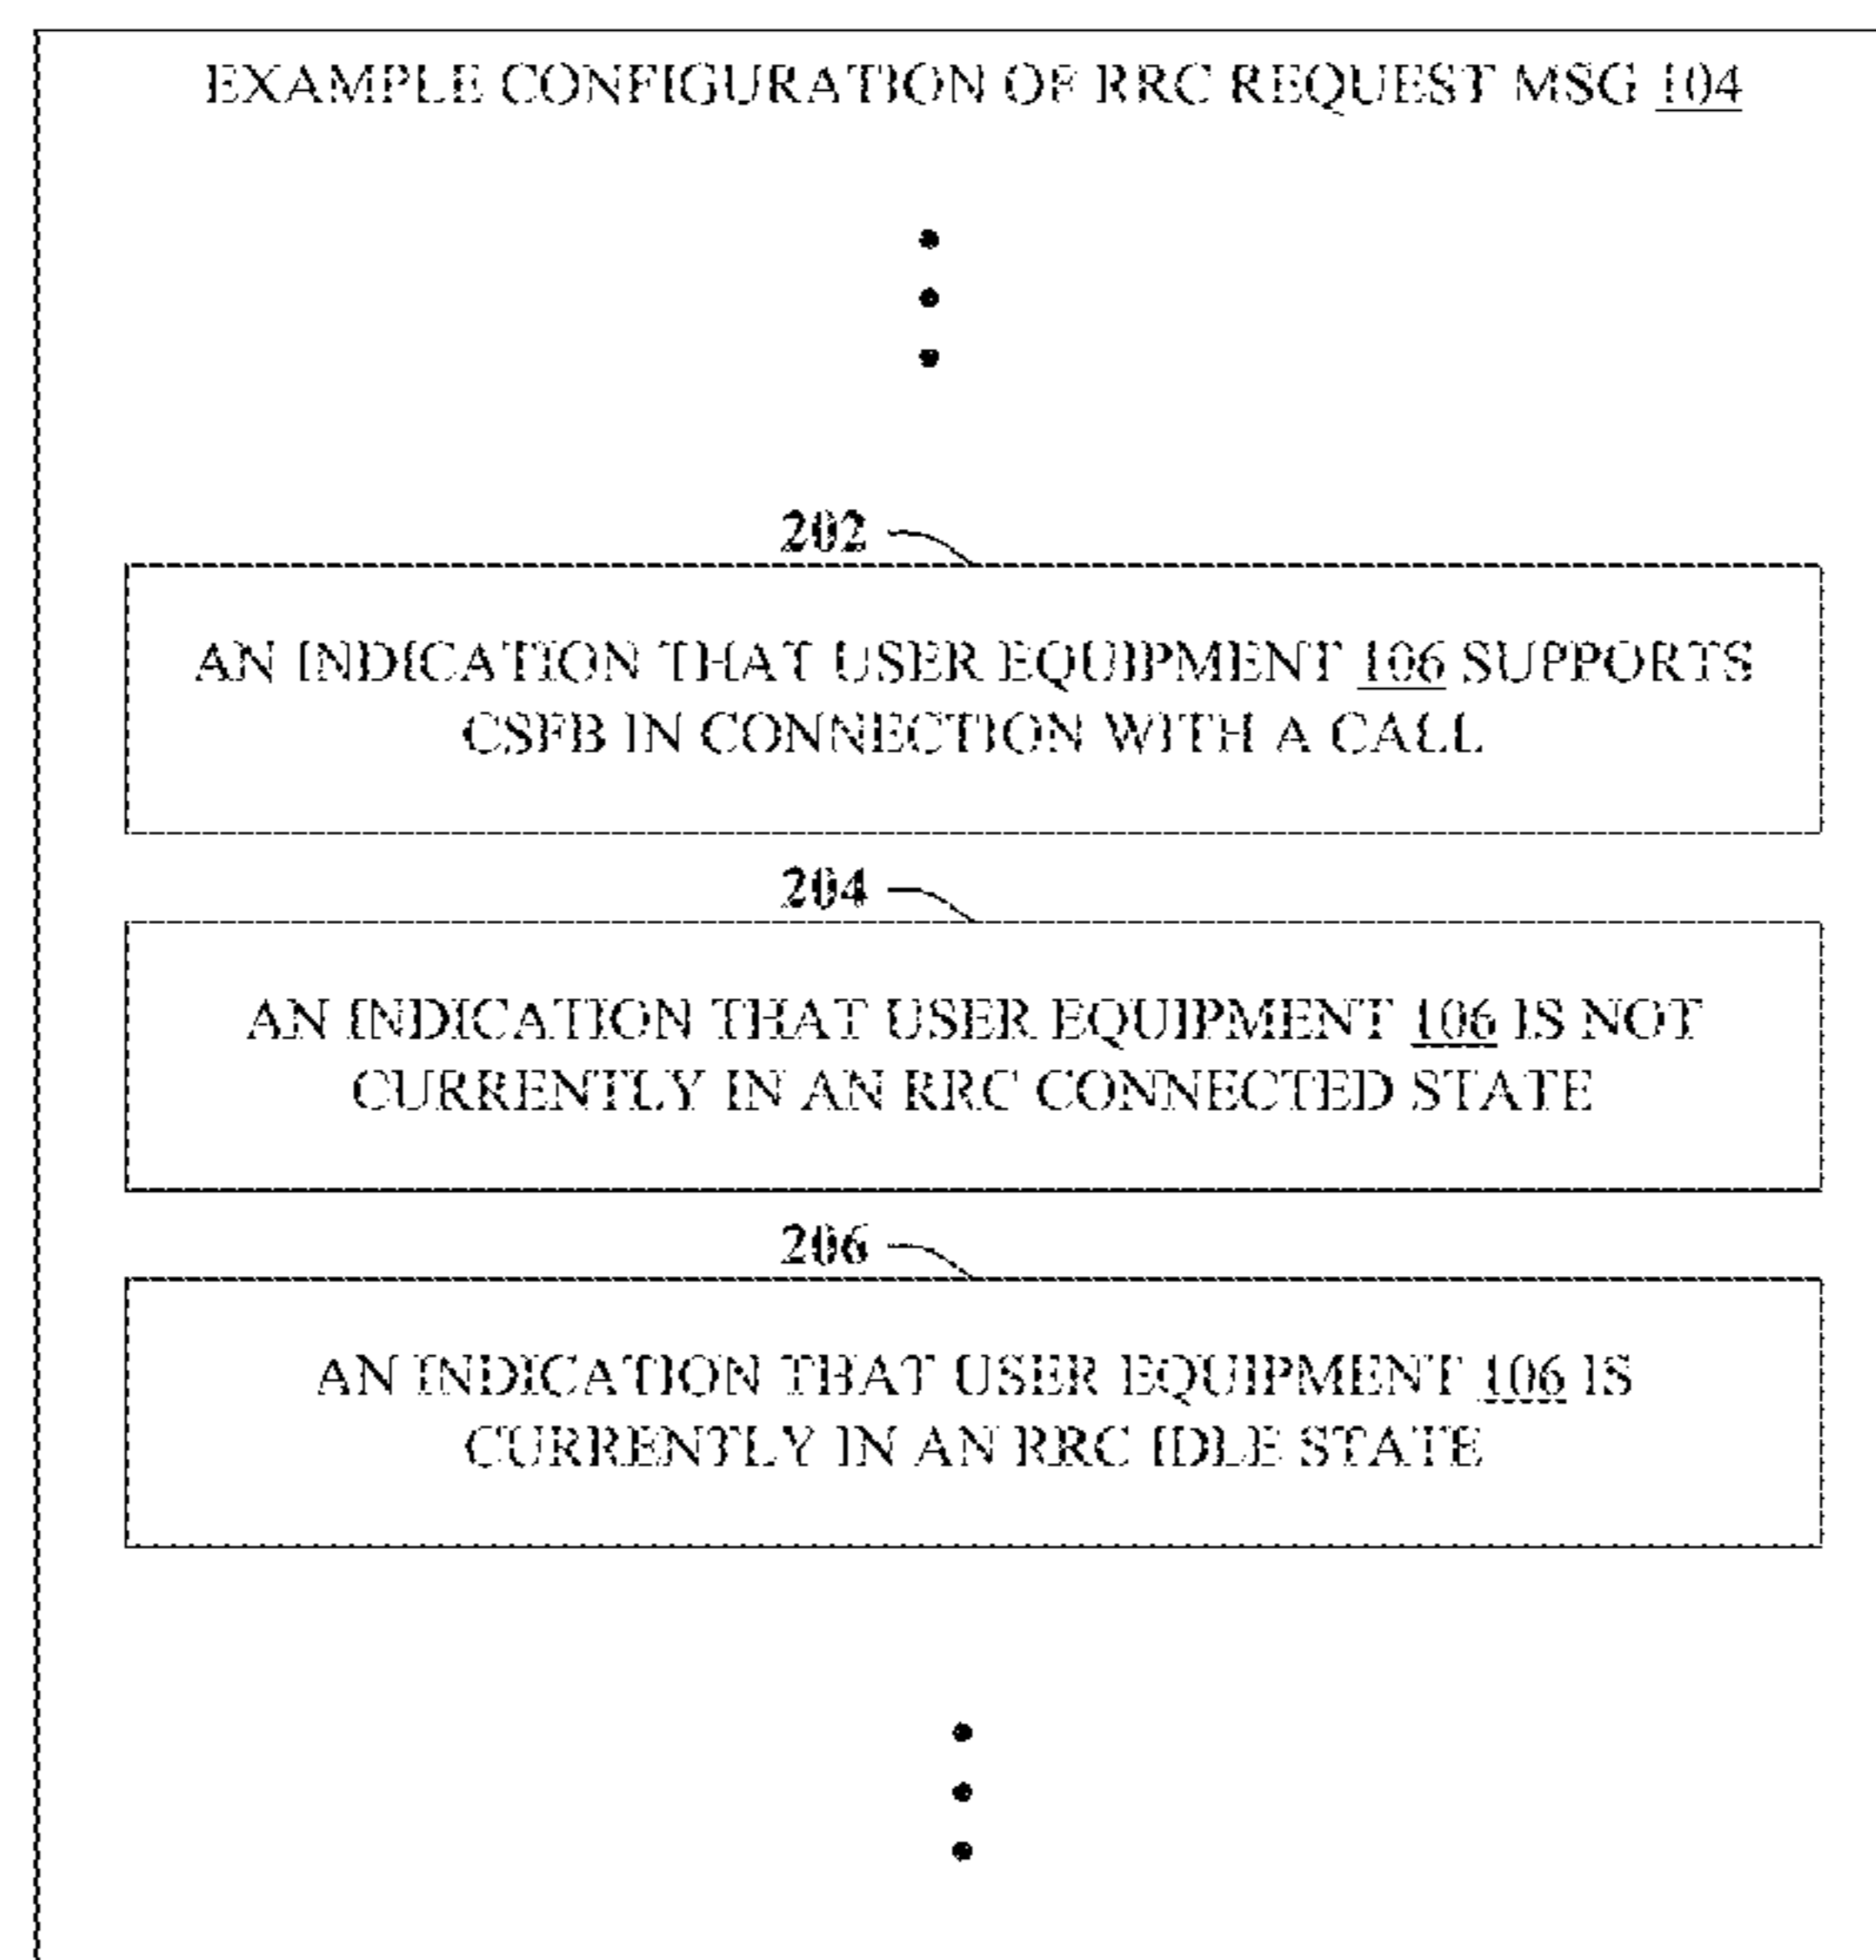 EXAMPLE CONFIGURATION OF RRC REQUEST MSG 104
202
AN INDICATION THAT USER EQUIPMENT 106 SUPPORTS
CSFB IN CONNECTION WITH A CALL
204
AN INDICATION THAT USER EQUIPMENT 106 IS NOT
CURRENTLY IN AN RRC CONNECTED STATE
206
AN INDICATION THAT USER EQUIPMENT 106 IS
CURRENTLY IN AN RRC IDLE STATE